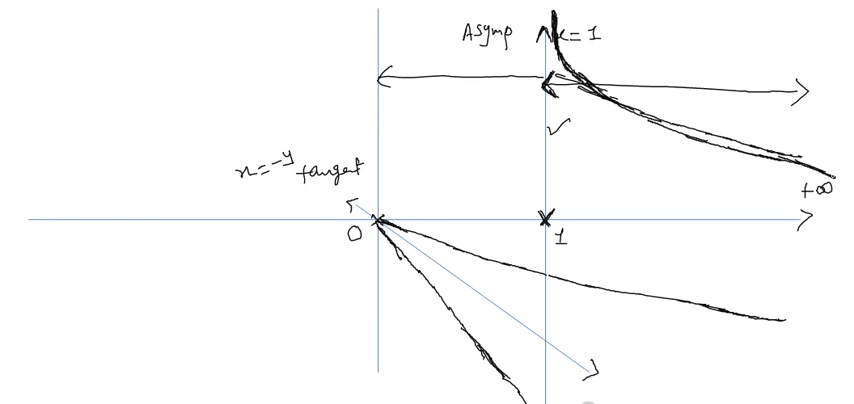 Asymp x=1
x=-y tangent
+∞
0
1